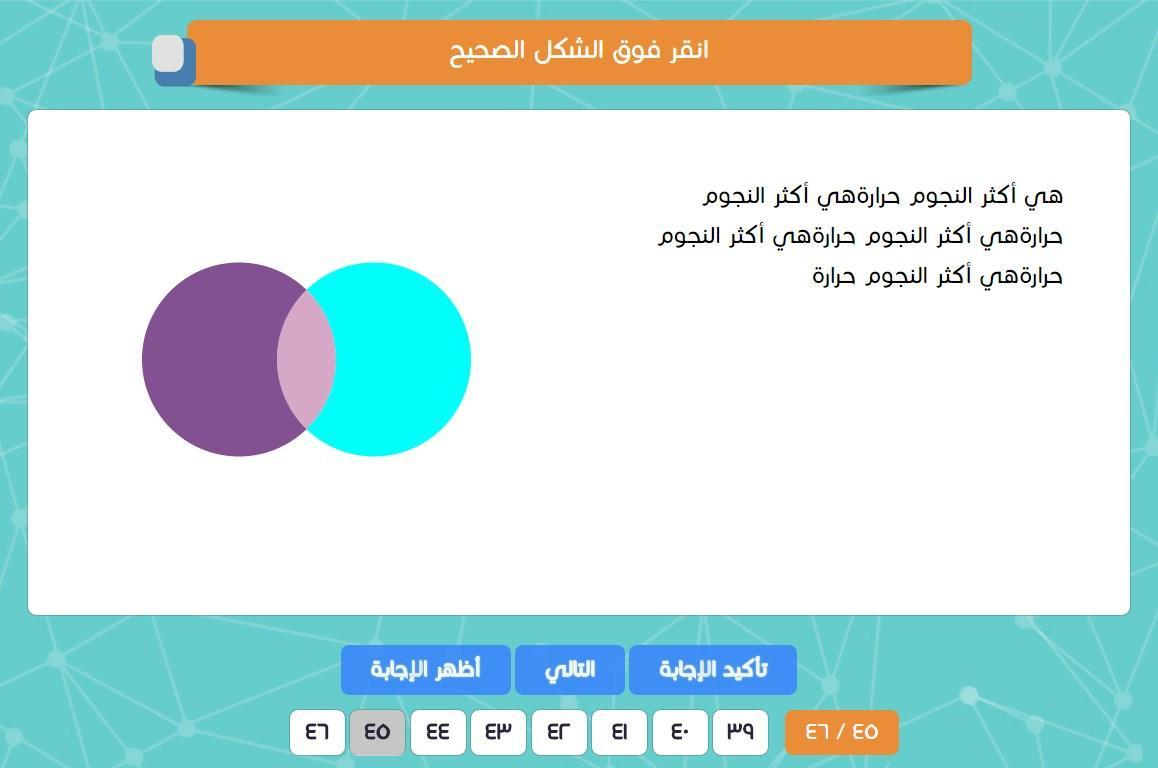 انقر فوق الشكل الصحيح
هي أكثر النجوم حرارةهي أكثر النجوم
حرارةهي أكثر النجوم حرارةهي أكثر النجوم
حرارةهي أكثر النجوم حرارة
تأكيد الإجابة التالي أظهر الإجابة
٤٥ / ٤٦ ٣٩ ٤٠ ٤١ ٤٢ ٤٣ ٤٤ ٤٥ ٤٦